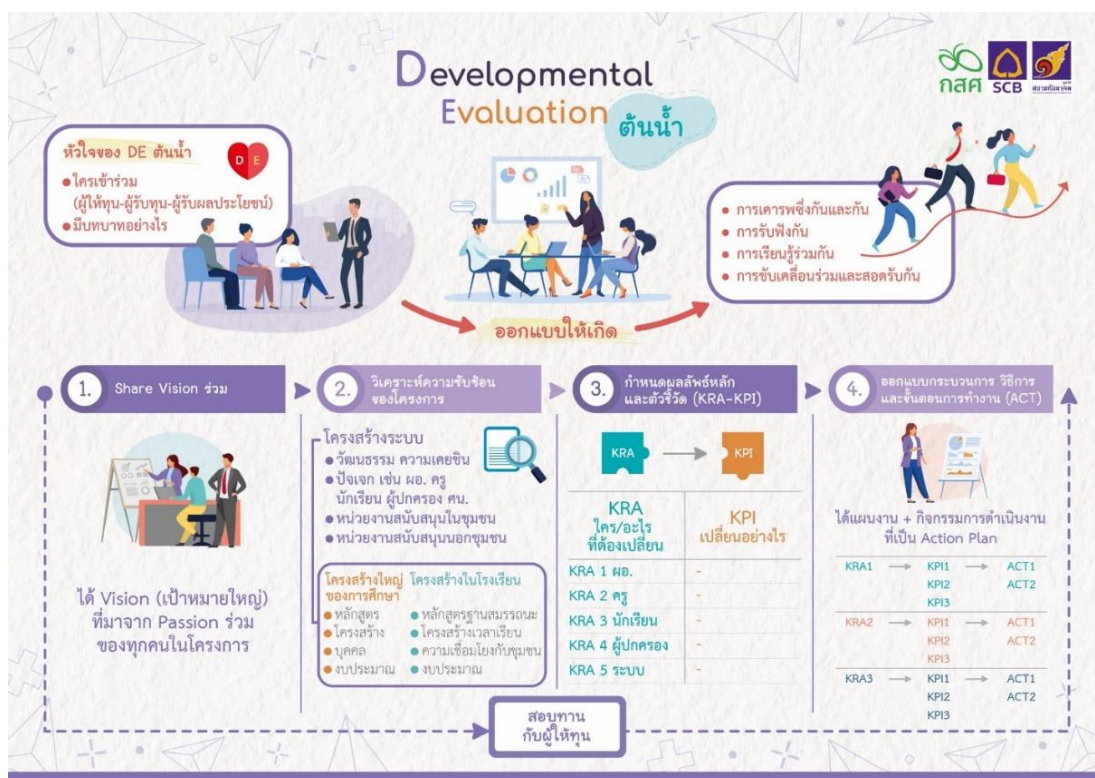 Developmental
Evaluation
ต้นน้ำ
กสศ
SCB
หัวใจของ DE ต้นน้ำ
D E
● ใครเข้าร่วม
(ผู้ให้ทุน-ผู้รับทุน-ผู้รับผลประโยชน์)
● มีบทบาทอย่างไร
● การเคารพซึ่งกันและกัน
● การรับฟังกัน
● การเรียนรู้ร่วมกัน
● การขับเคลื่อนร่วมและสอดรับกัน
ออกแบบให้เกิด
1. Share Vision ร่วม
ได้ Vision (เป้าหมายใหญ่)
ที่มาจาก Passion ร่วม
ของทุกคนในโครงการ
2. วิเคราะห์ความซับซ้อน
ของโครงการ
โครงสร้างระบบ
● วัฒนธรรม ความเคยชิน
● ปัจเจก เช่น ผอ. ครู
นักเรียน ผู้ปกครอง ศน.
● หน่วยงานสนับสนุนในชุมชน
● หน่วยงานสนับสนุนนอกชุมชน
โครงสร้างใหญ่
ของการศึกษา
● หลักสูตร
● โครงสร้าง
● บุคคล
● งบประมาณ
โครงสร้างในโรงเรียน
● หลักสูตรฐานสมรรถนะ
● โครงสร้างเวลาเรียน
● ความเชื่อมโยงกับชุมชน
● งบประมาณ
3. กำหนดผลลัพธ์หลัก
และตัวชี้วัด (KRA-KPI)
KRA KPI
KRA
ใคร/อะไร
ที่ต้องเปลี่ยน
KPI
เปลี่ยนอย่างไร
KRA 1 ผอ. -
KRA 2 ครู -
KRA 3 นักเรียน -
KRA 4 ผู้ปกครอง -
KRA 5 ระบบ -
4. ออกแบบกระบวนการ วิธีการ
และขั้นตอนการทำงาน (ACT)
ได้แผนงาน + กิจกรรมการดำเนินงาน
ที่เป็น Action Plan
KRA1 → KPI1 → ACT1
KPI2 ACT2
KPI3
KRA2 → KPI1 → ACT1
KPI2 ACT2
KPI3
KRA3 → KPI1 → ACT1
KPI2 ACT2
KPI3
สอบทาน
กับผู้ให้ทุน